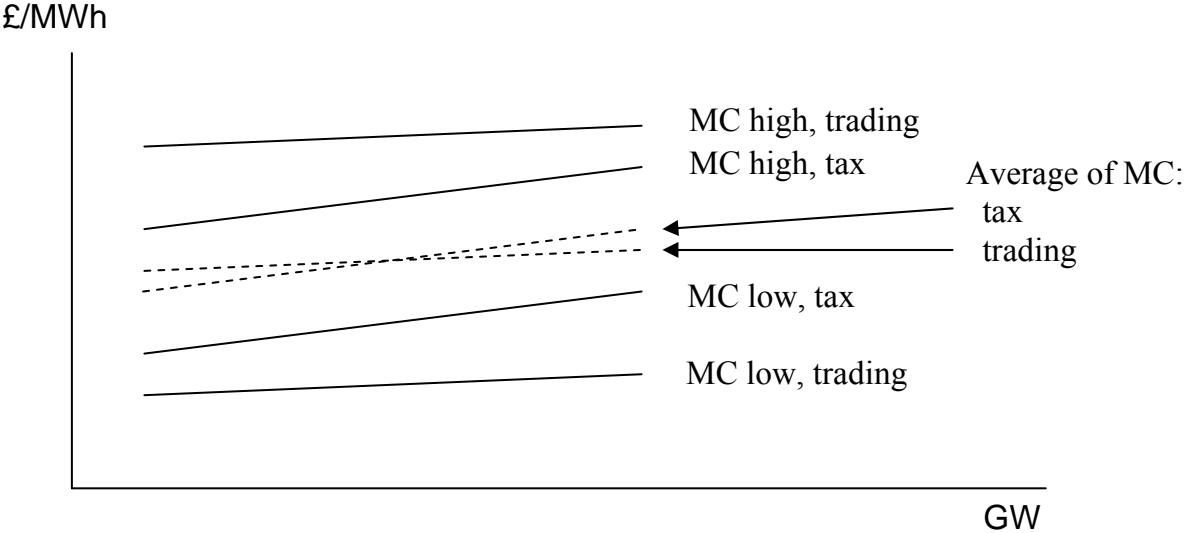 £/MWh
MC high, trading
MC high, tax
Average of MC:
tax
trading
MC low, tax
MC low, trading
GW